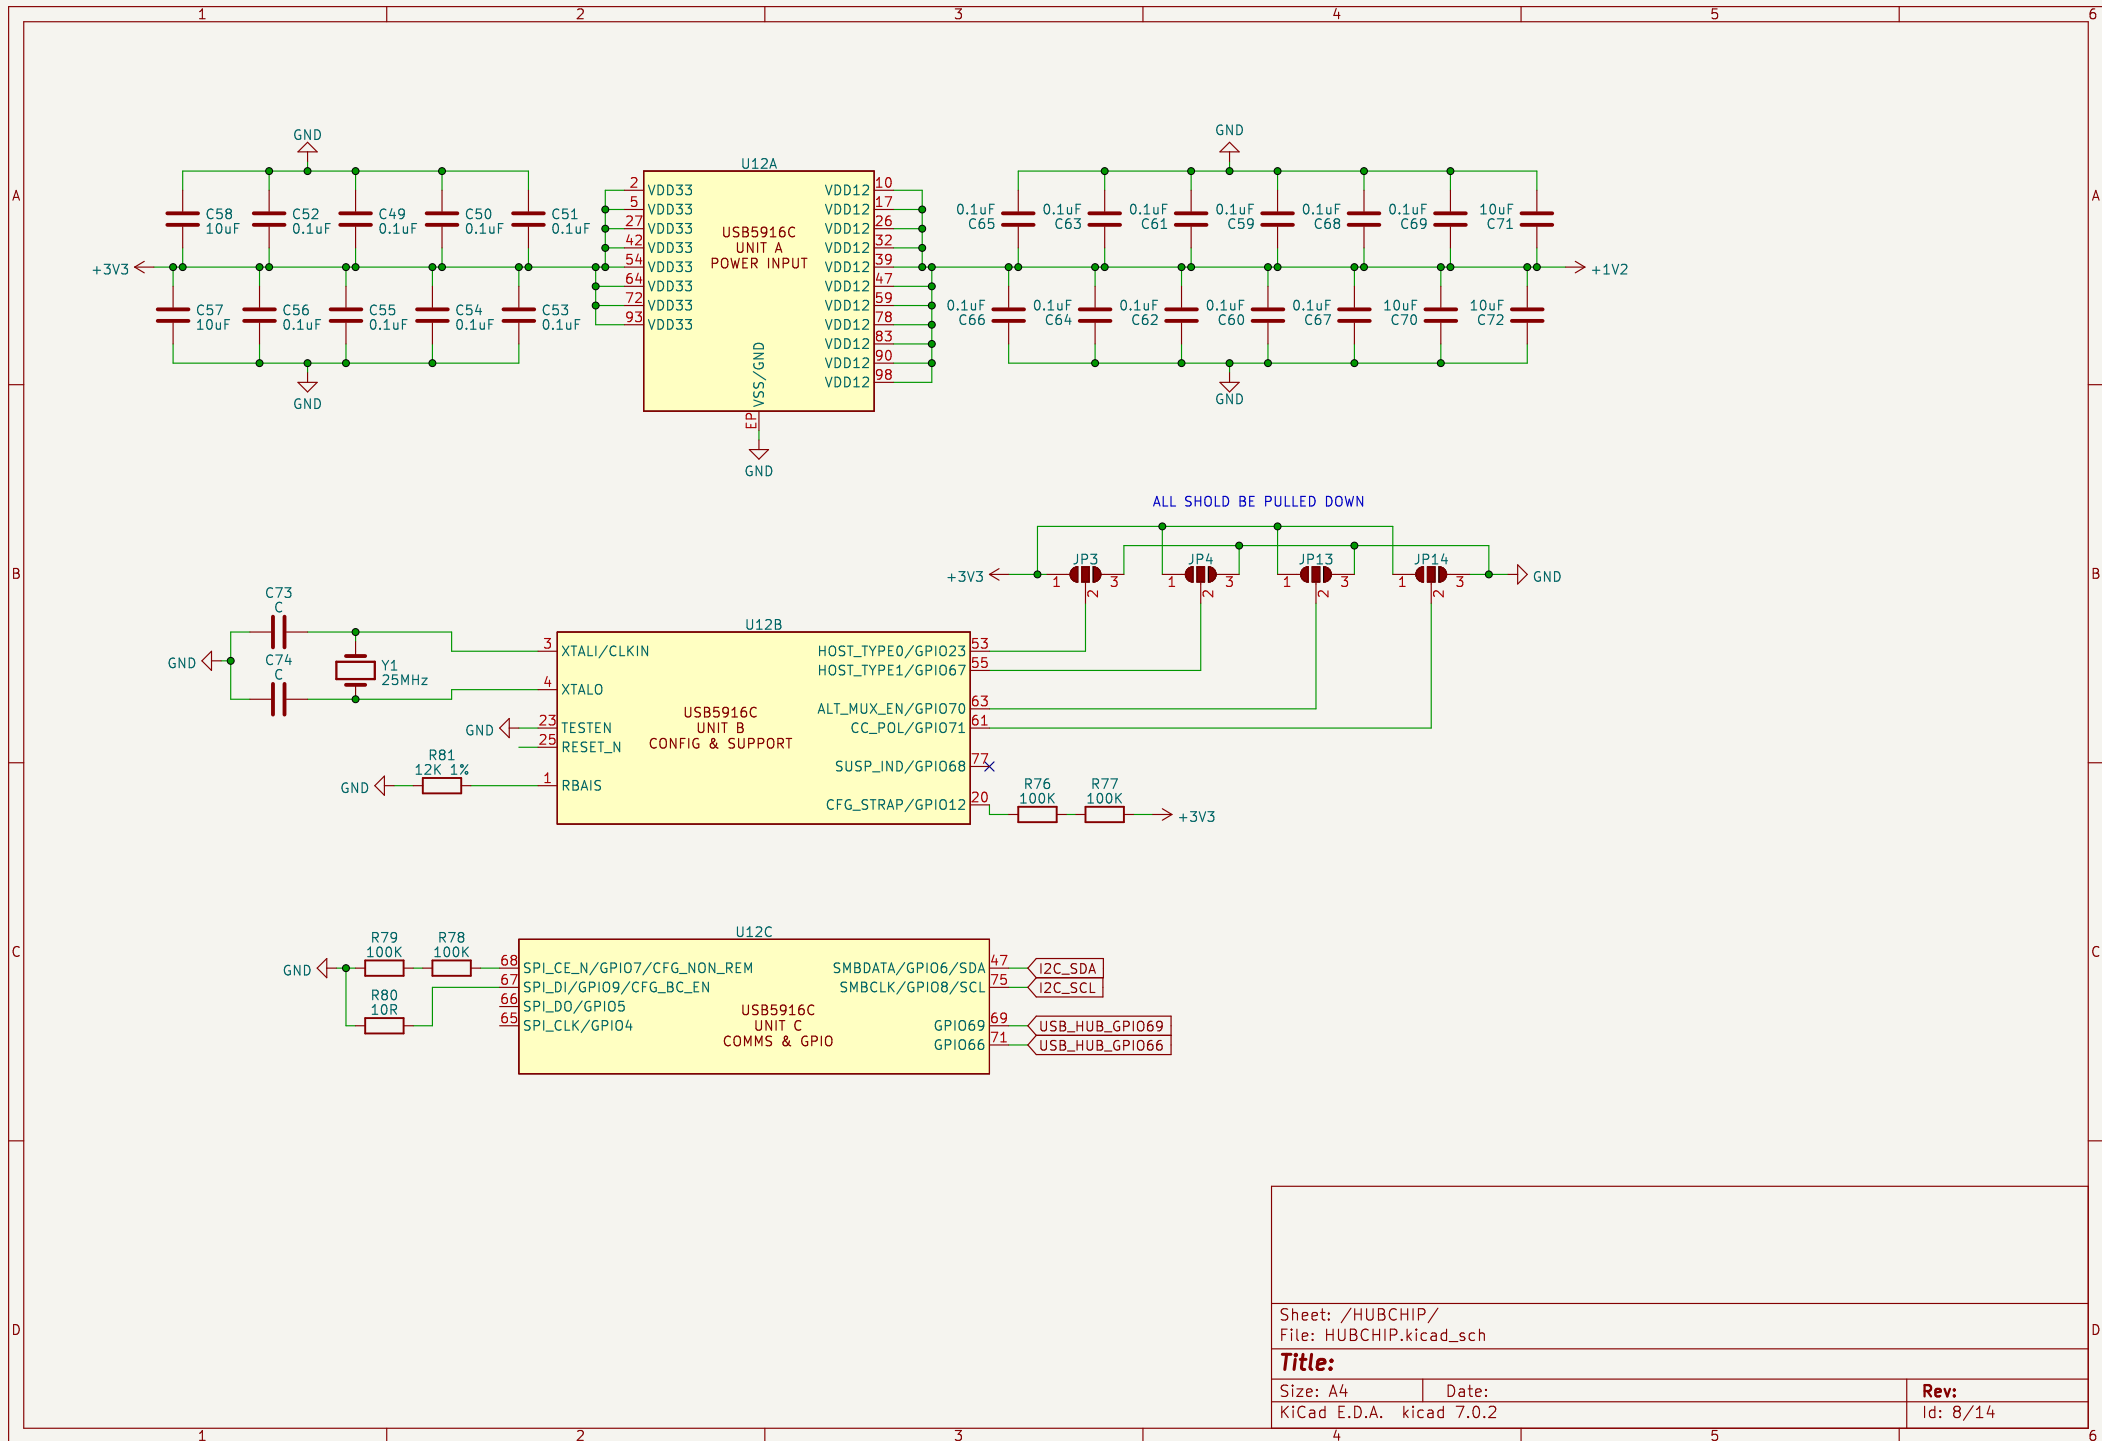 1 2 3 4 5 6
A A
GND
GND
U12A
C58
10uF
C52
0.1uF
C49
0.1uF
C50
0.1uF
C51
0.1uF
2 VDD33
5 VDD33
27 VDD33
42 VDD33
54 VDD33
64 VDD33
72 VDD33
93 VDD33
USB5916C
UNIT A
POWER INPUT
VDD12 10
VDD12 17
VDD12 26
VDD12 32
VDD12 39
VDD12 47
VDD12 59
VDD12 78
VDD12 83
VDD12 90
VDD12 98
VSS/GND
EP
GND
0.1uF
C65
0.1uF
C63
0.1uF
C61
0.1uF
C59
0.1uF
C68
0.1uF
C69
10uF
C71
+3V3
+1V2
C57
10uF
C56
0.1uF
C55
0.1uF
C54
0.1uF
C53
0.1uF
0.1uF
C66
0.1uF
C64
0.1uF
C62
0.1uF
C60
0.1uF
C67
10uF
C70
10uF
C72
GND
GND
ALL SHOLD BE PULLED DOWN
B B
+3V3
JP3
1 3
2
JP4
1 3
2
JP13
1 3
2
JP14
1 3
2
GND
C73
C
C74
C
GND
Y1
25MHz
U12B
3 XTALI/CLKIN
4 XTALO
GND 23 TESTEN
25 RESET_N
R81
12K 1%
GND 1 RBAIS
USB5916C
UNIT B
CONFIG & SUPPORT
HOST_TYPE0/GPIO23 53
HOST_TYPE1/GPIO67 55
ALT_MUX_EN/GPIO70 63
CC_POL/GPIO71 61
SUSP_IND/GPIO68 77
CFG_STRAP/GPIO12 20
R76
100K
R77
100K
+3V3
C C
U12C
R79
100K
R78
100K
GND
R80
10R
68 SPI_CE_N/GPIO7/CFG_NON_REM
67 SPI_DI/GPIO9/CFG_BC_EN
66 SPI_DO/GPIO5
65 SPI_CLK/GPIO4
USB5916C
UNIT C
COMMS & GPIO
SMBDATA/GPIO6/SDA 47 I2C_SDA
SMBCLK/GPIO8/SCL 75 I2C_SCL
GPIO69 69 USB_HUB_GPIO69
GPIO66 71 USB_HUB_GPIO66
D D
Sheet: /HUBCHIP/
File: HUBCHIP.kicad_sch
Title:
Size: A4 Date: Rev:
KiCad E.D.A. kicad 7.0.2 Id: 8/14
1 2 3 4 5 6